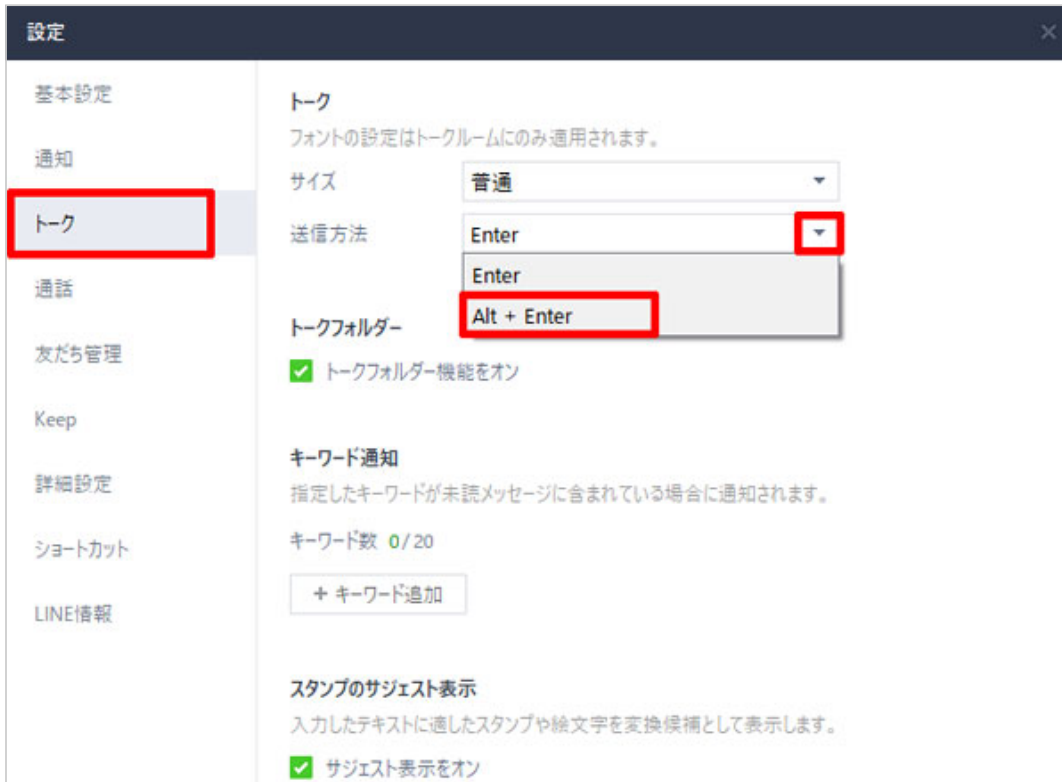 設定
基本設定
通知
トーク
通話
友だち管理
Keep
詳細設定
ショートカット
LINE情報
トーク
フォントの設定はトークルームにのみ適用されます。
サイズ 普通
送信方法 Enter
Enter
Alt + Enter
トークフォルダー
トークフォルダー機能をオン
キーワード通知
指定したキーワードが未読メッセージに含まれている場合に通知されます。
キーワード数 0/20
+ キーワード追加
スタンプのサジェスト表示
入力したテキストに適したスタンプや絵文字を変換候補として表示します。
サジェスト表示をオン